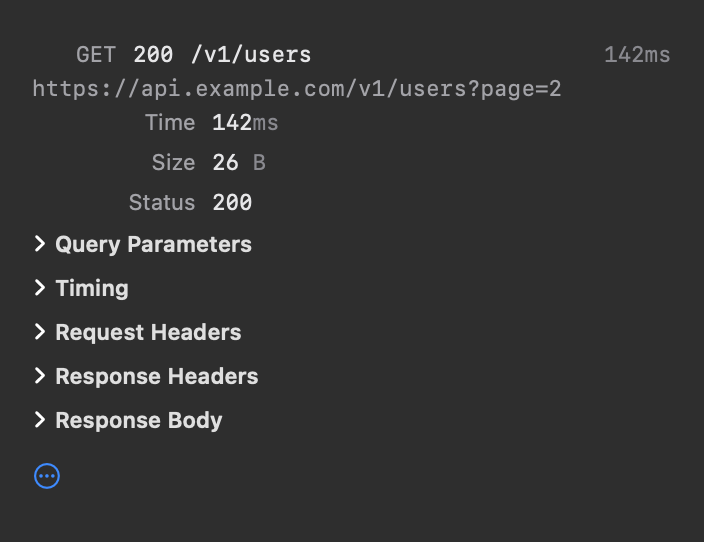 GET 200 /v1/users 142ms
https://api.example.com/v1/users?page=2
Time 142ms
Size 26 B
Status 200
Query Parameters
Timing
Request Headers
Response Headers
Response Body